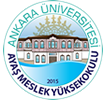 ANKARA ÜNİVERSİTESİ
2015
AYAŞ MESLEK YÜKSEKOKULU